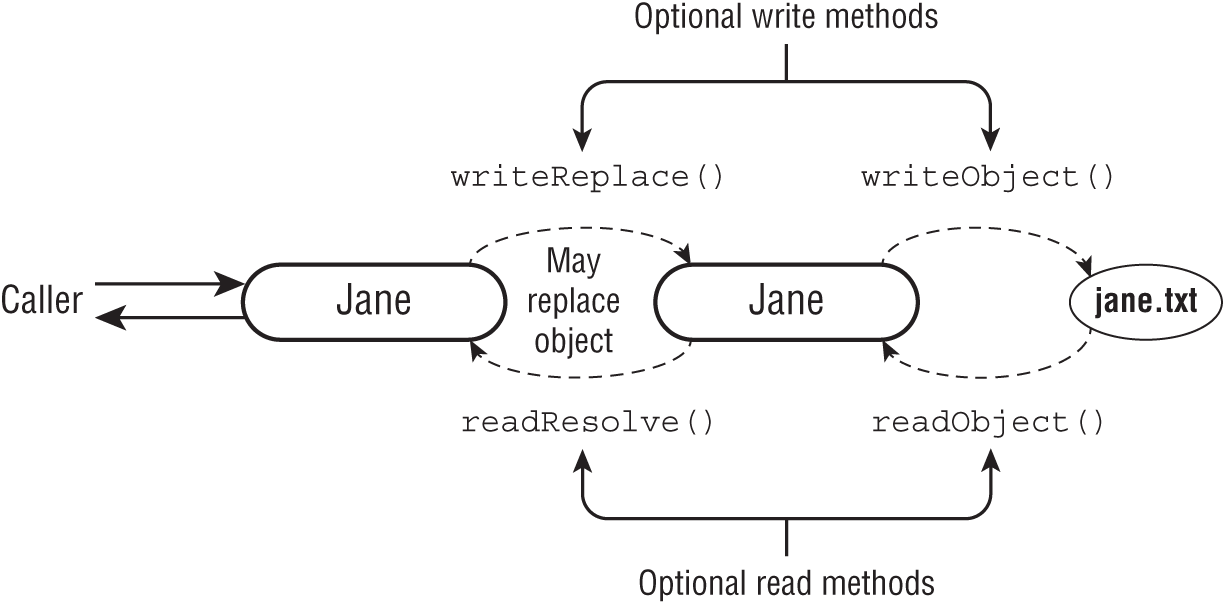 Optional write methods
writeReplace()
writeObject()
Caller
Jane
May
replace
object
Jane
jane.txt
readResolve()
readObject()
Optional read methods